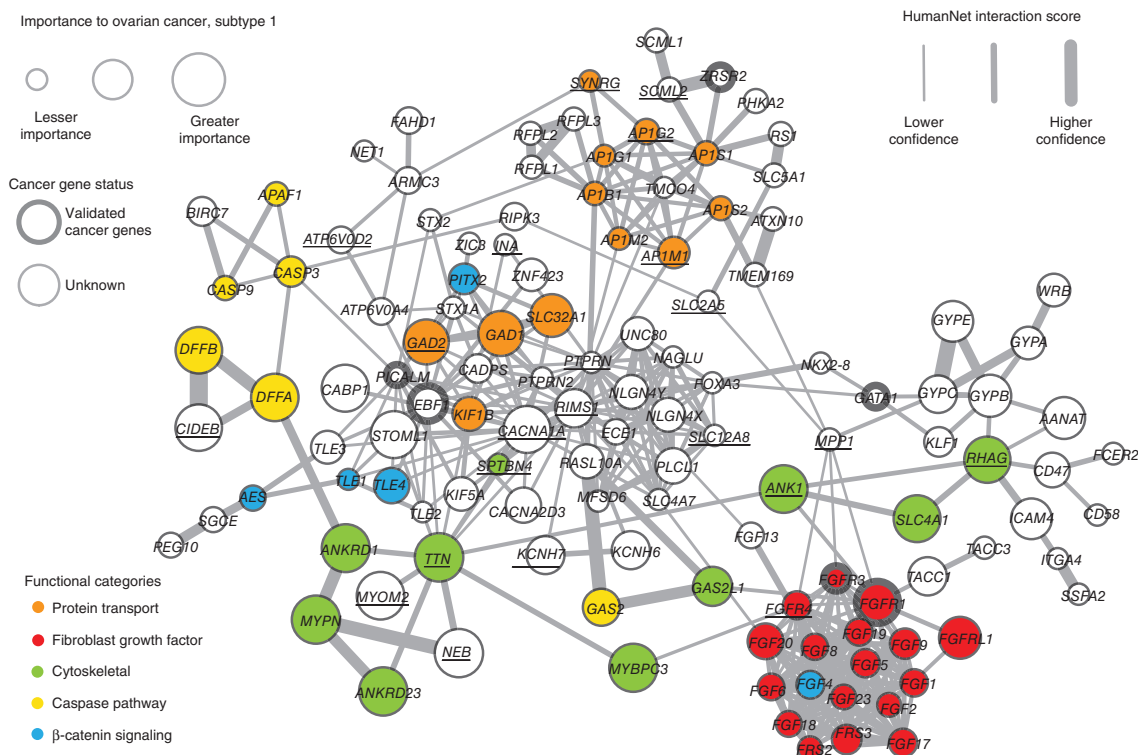 Importance to ovarian cancer, subtype 1
Lesser
importance
Greater
importance
HumanNet interaction score
Lower
confidence
Higher
confidence
Cancer gene status
Validated
cancer genes
Unknown
SCML1
ZRSR2
SYNRG
SCML2
PHKA2
FAHD1
RFPL3
RFPL2
AP1G2
RS1
NET1
AP1G1
AP1S1
RFPL1
ARMC3
SLC5A1
TMCO4
APAF1
AP1B1
BIRC7
STX2
RIPK3
AP1S2
ATXN10
ATP6V0D2
ZIC3
INA
AP1M2
AP1M1
CASP3
PITX2
ZNF423
TMEM169
CASP9
WRB
ATP6V0A4
STX1A
SLC32A1
SLC2A5
GYPE
GAD1
UNC80
GYPA
GAD2
DFFB
PTPRN
NAGLU
NKX2-8
CADPS
PICALM
PTPRN2
FOXA3
CABP1
NLGN4Y
GATA1
GYPC
GYPB
DFFA
EBF1
KIF1B
RIMS1
NLGN4X
AANAT
CIDEB
STOML1
CACNA1A
ECE1
SLC12A8
MPP1
KLF1
TLE3
SPTBN4
RASL10A
PLCL1
RHAG
FCER2
TLE1
TLE4
KIF5A
MFSD6
SLC4A7
ANK1
CD47
AES
TLE2
CACNA2D3
SLC4A1
ICAM4
CD58
SGCE
PEG10
ANKRD1
TTN
KCNH7
KCNH6
FGF13
TACC3
ITGA4
MYOM2
GAS2L1
FGFR3
TACC1
SSFA2
Functional categories
Protein transport
Fibroblast growth factor
Cytoskeletal
Caspase pathway
β-catenin signaling
MYPN
GAS2
FGFR4
FGFR1
NEB
FGF20
FGF19
FGF8
FGF9
FGFRL1
MYBPC3
FGF5
ANKRD23
FGF6
FGF4
FGF1
FGF23
FGF2
FGF18
FRS3
FGF17
FRS2